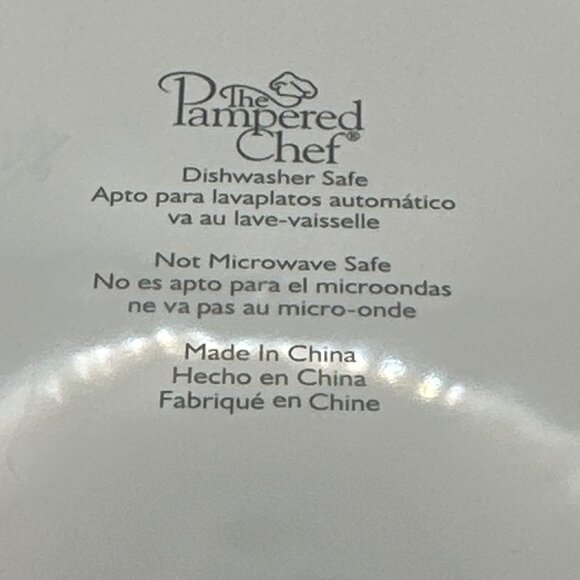 The
Pampered
Chef®
Dishwasher Safe
Apto para lavaplatos automático
va au lave-vaisselle
Not Microwave Safe
No es apto para el microondas
ne va pas au micro-onde
Made In China
Hecho en China
Fabriqué en Chine